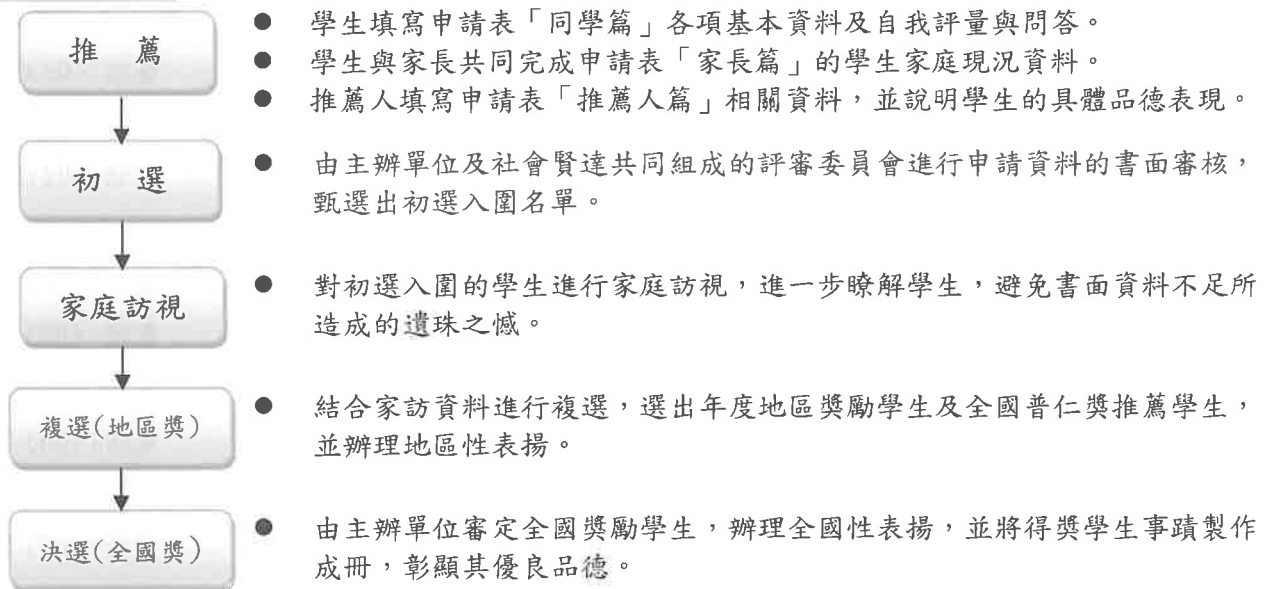 推 薦
● 學生填寫申請表「同學篇」各項基本資料及自我評量與問答。
● 學生與家長共同完成申請表「家長篇」的學生家庭現況資料。
● 推薦人填寫申請表「推薦人篇」相關資料，並說明學生的具體品德表現。
初 選
● 由主辦單位及社會賢達共同組成的評審委員會進行申請資料的書面審核，
甄選出初選入圍名單。
家庭訪視
● 對初選入圍的學生進行家庭訪視，進一步瞭解學生，避免書面資料不足所
造成的遺珠之憾。
複選(地區獎)
● 結合家訪資料進行複選，選出年度地區獎勵學生及全國普仁獎推薦學生，
並辦理地區性表揚。
決選(全國獎)
● 由主辦單位審定全國獎勵學生，辦理全國性表揚，並將得獎學生事蹟製作
成冊，彰顯其優良品德。